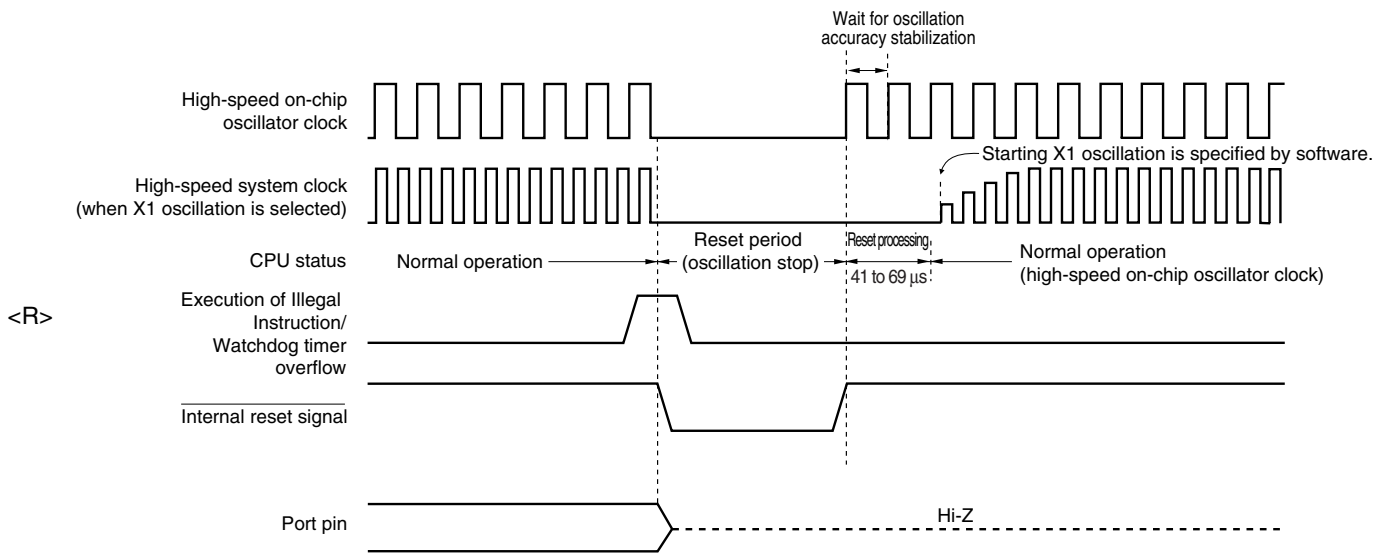 Wait for oscillation
accuracy stabilization
High-speed on-chip
oscillator clock
Starting X1 oscillation is specified by software.
High-speed system clock
(when X1 oscillation is selected)
CPU status
Normal operation
Reset period
(oscillation stop)
Reset processing
41 to 69 μs
Normal operation
(high-speed on-chip oscillator clock)
<R>
Execution of Illegal
Instruction/
Watchdog timer
overflow
Internal reset signal
Port pin
Hi-Z